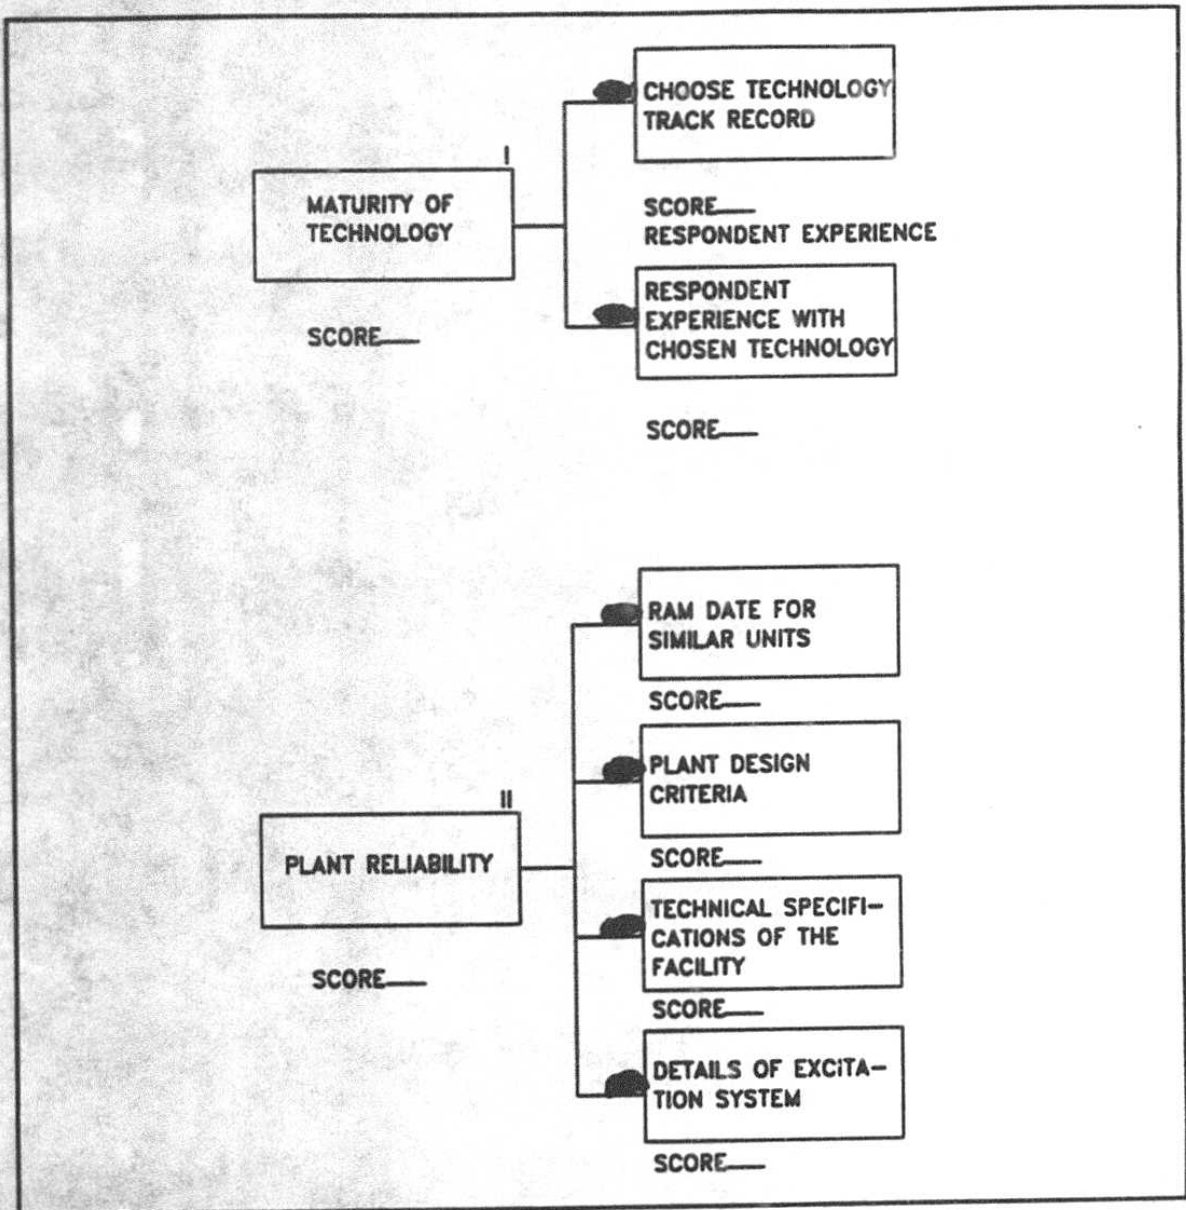 CHOOSE TECHNOLOGY
TRACK RECORD
I
MATURITY OF
TECHNOLOGY
SCORE
RESPONDENT EXPERIENCE
RESPONDENT
EXPERIENCE WITH
CHOSEN TECHNOLOGY
SCORE
SCORE
RAM DATE FOR
SIMILAR UNITS
SCORE
PLANT DESIGN
CRITERIA
II
PLANT RELIABILITY
SCORE
TECHNICAL SPECIFI-
CATIONS OF THE
FACILITY
SCORE
SCORE
DETAILS OF EXCITA-
TION SYSTEM
SCORE